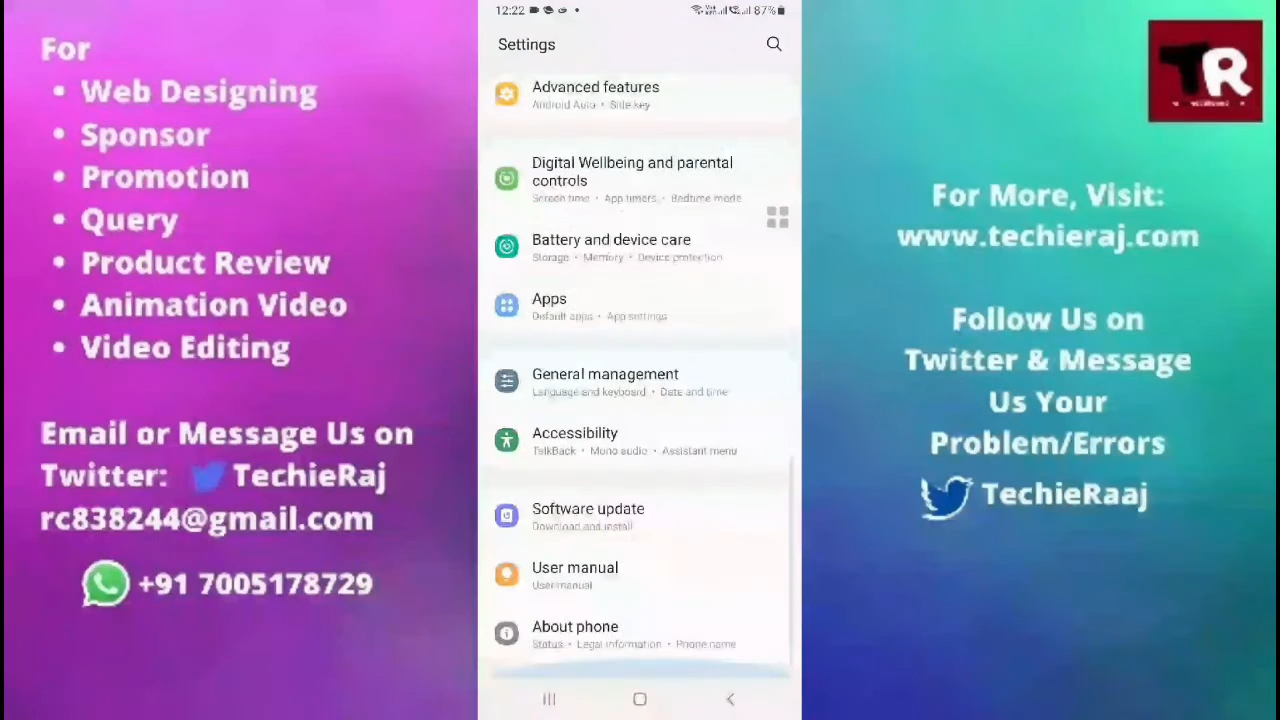 For
• Web Designing
• Sponsor
• Promotion
• Query
• Product Review
• Animation Video
• Video Editing
Email or Message Us on
Twitter: TechieRaj
rc838244@gmail.com
+91 7005178729
12:22
87%
Settings
Advanced features
Android Auto • Side key
Digital Wellbeing and parental
controls
Screen time • App timers • Bedtime mode
Battery and device care
Storage • Memory • Device protection
Apps
Default apps • App settings
General management
Language and keyboard • Date and time
Accessibility
TalkBack • Mono audio • Assistant menu
Software update
Download and install
User manual
User manual
About phone
Status • Legal information • Phone name
TR
For More, Visit:
www.techieraj.com
Follow Us on
Twitter & Message
Us Your
Problem/Errors
TechieRaaj